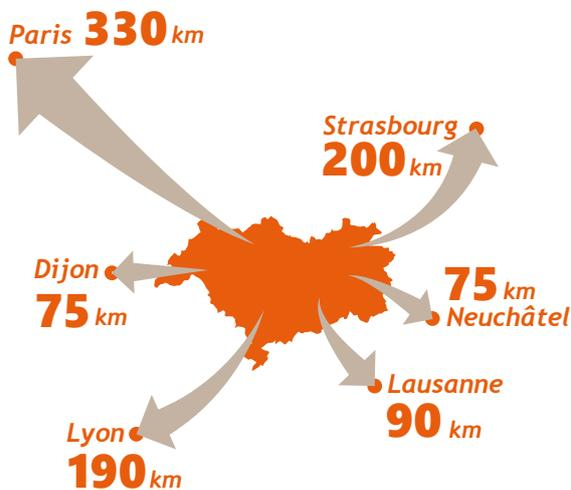 Paris 330 km
Strasbourg
200 km
Dijon
75 km
75 km
Neuchâtel
Lausanne
90 km
Lyon
190 km